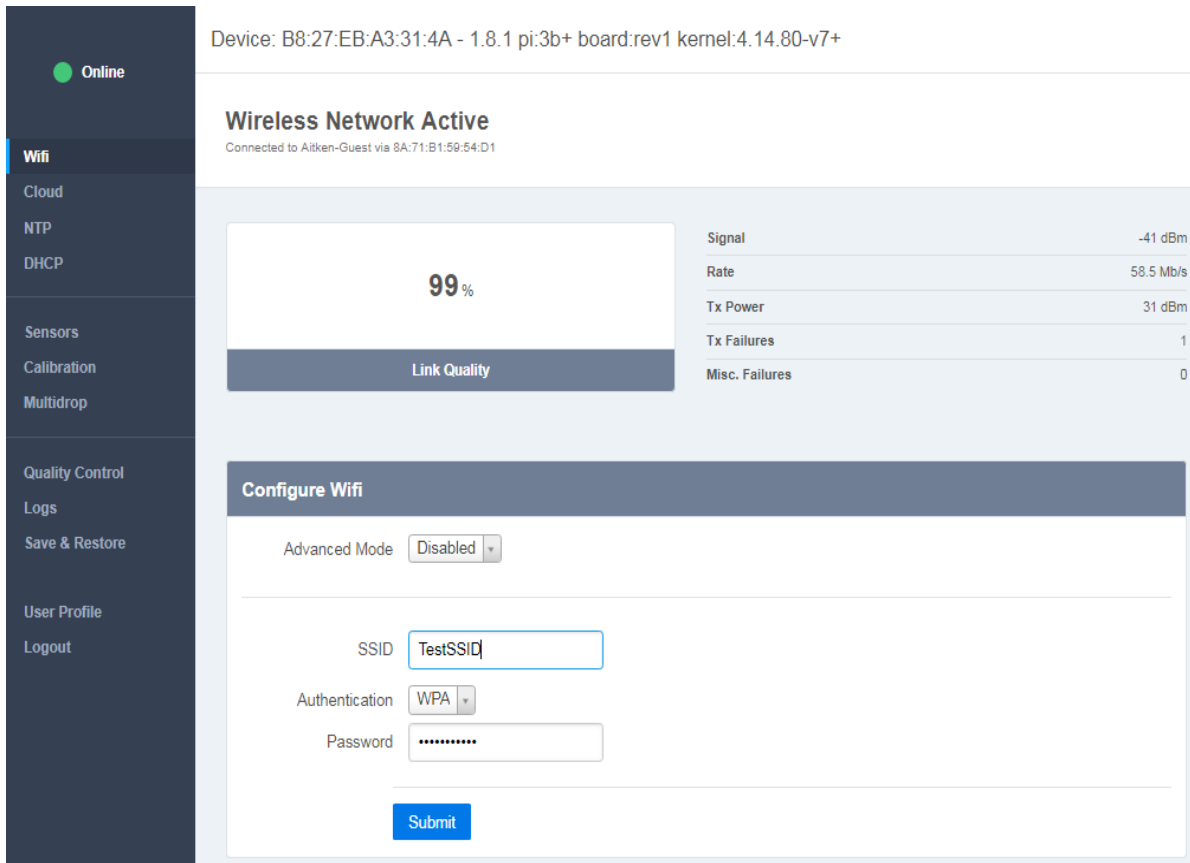 Online
Wifi
Cloud
NTP
DHCP
Sensors
Calibration
Multidrop
Quality Control
Logs
Save & Restore
User Profile
Logout
Device: B8:27:EB:A3:31:4A - 1.8.1 pi:3b+ board:rev1 kernel:4.14.80-v7+
Wireless Network Active
Connected to Aitken-Guest via 8A:71:B1:59:54:D1
99 %
Link Quality
Signal -41 dBm
Rate 58.5 Mb/s
Tx Power 31 dBm
Tx Failures 1
Misc. Failures 0
Configure Wifi
Advanced Mode Disabled
SSID TestSSID
Authentication WPA
Password •••••••••••
Submit